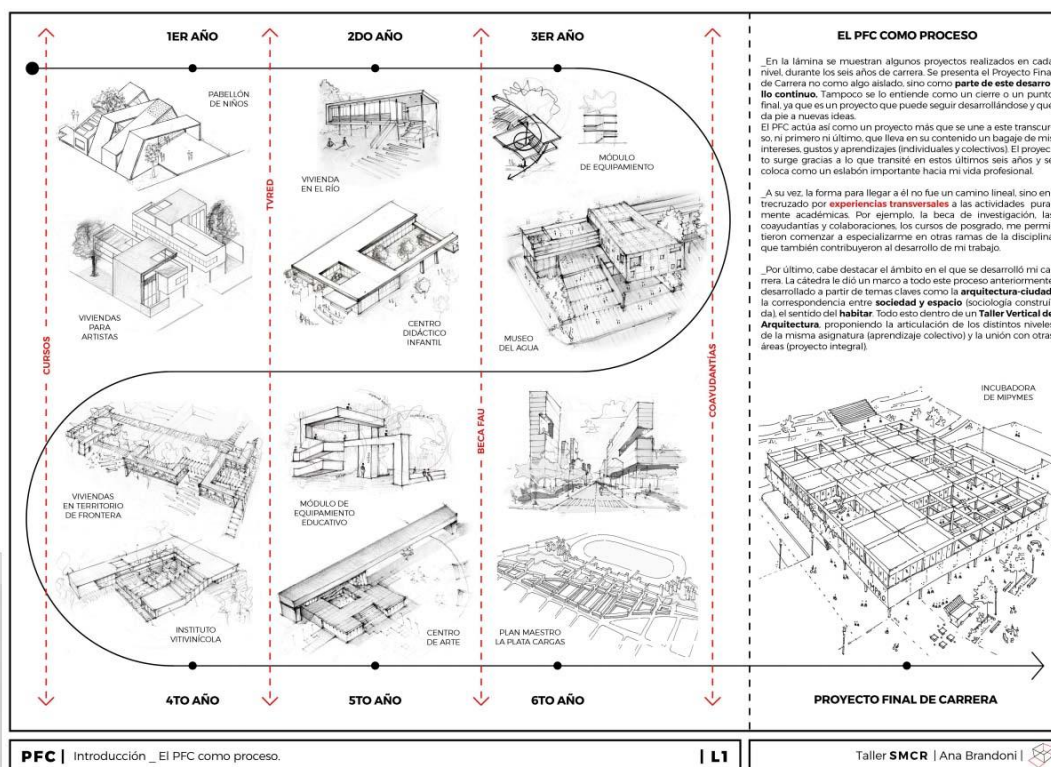 1ER AÑO
2DO AÑO
3ER AÑO
PABELLÓN
DE NIÑOS
VIVIENDA
EN EL RÍO
MÓDULO
DE EQUIPAMIENTO
TVRED
VIVIENDAS
PARA
ARTISTAS
CENTRO
DIDÁCTICO
INFANTIL
MUSEO
DEL AGUA
CURSOS
COAYUDANTÍAS
BECA FAU
VIVIENDAS
EN TERRITORIO
DE FRONTERA
MÓDULO DE
EQUIPAMIENTO
EDUCATIVO
INSTITUTO
VITIVINÍCOLA
CENTRO
DE ARTE
PLAN MAESTRO
LA PLATA CARGAS
4TO AÑO
5TO AÑO
6TO AÑO
EL PFC COMO PROCESO
_En la lámina se muestran algunos proyectos realizados en cada
nivel, durante los seis años de carrera. Se presenta el Proyecto Final
de Carrera no como algo aislado, sino como parte de este desarro-
llo continuo. Tampoco se lo entiende como un cierre o un punto
final, ya que es un proyecto que puede seguir desarrollándose y que
da pie a nuevas ideas.
El PFC actúa así como un proyecto más que se une a este transcur-
so, ni primero ni último, que lleva en su contenido un bagaje de mis
intereses, gustos y aprendizajes (individuales y colectivos). El proyec-
to surge gracias a lo que transité en estos últimos seis años y se
coloca como un eslabón importante hacia mi vida profesional.
_A su vez, la forma para llegar a él no fue un camino lineal, sino en-
trecruzado por experiencias transversales a las actividades pura-
mente académicas. Por ejemplo, la beca de investigación, las
coayudantías y colaboraciones, los cursos de posgrado, me permi-
tieron comenzar a especializarme en otras ramas de la disciplina
que también contribuyeron al desarrollo de mi trabajo.
_Por último, cabe destacar el ámbito en el que se desarrolló mi ca-
rrera. La cátedra le dió un marco a todo este proceso anteriormente
desarrollado a partir de temas claves como la arquitectura-ciudad,
la correspondencia entre sociedad y espacio (sociología construi-
da), el sentido del habitar. Todo esto dentro de un Taller Vertical de
Arquitectura, proponiendo la articulación de los distintos niveles
de la misma asignatura (aprendizaje colectivo) y la unión con otras
áreas (proyecto integral).
INCUBADORA
DE MIPYMES
PROYECTO FINAL DE CARRERA
PFC | Introducción _ El PFC como proceso.
| L1
Taller SMCR | Ana Brandoni |